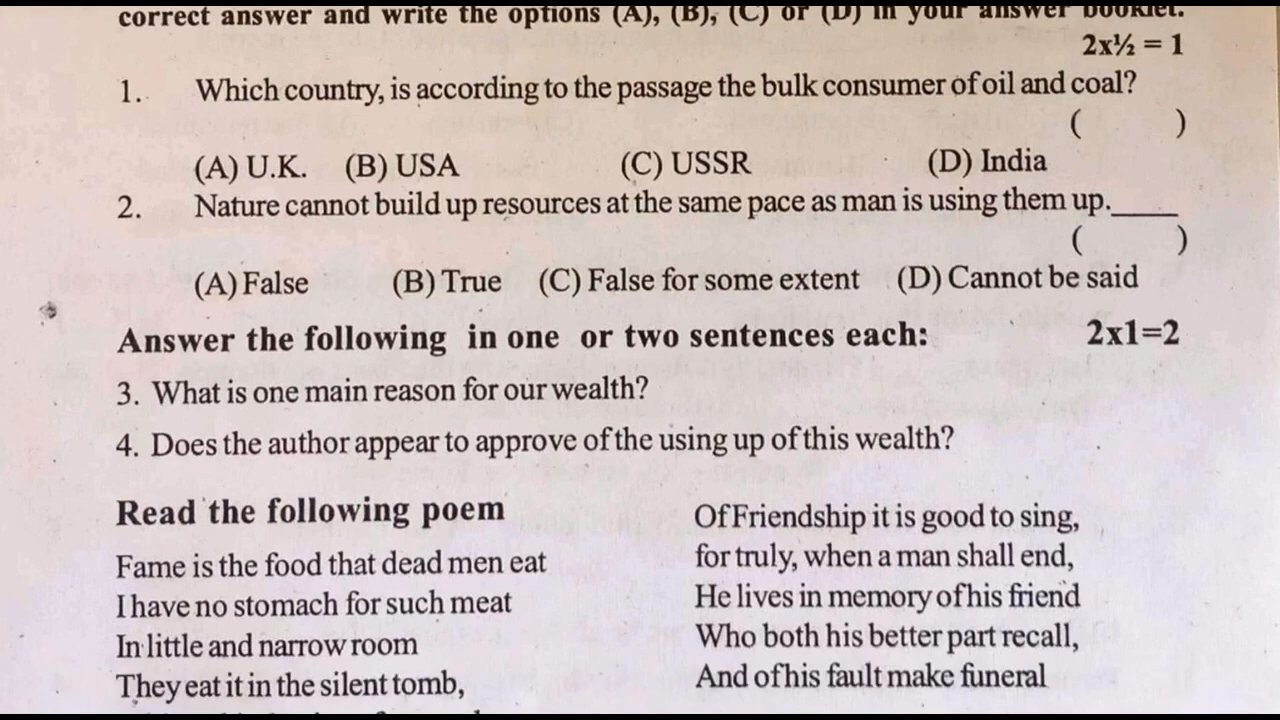 correct answer and write the options (A), (B), (C) or (D) in your answer booklet.
2x½ = 1
1. Which country, is according to the passage the bulk consumer of oil and coal?
( )
(A) U.K. (B) USA (C) USSR (D) India
2. Nature cannot build up resources at the same pace as man is using them up.____
( )
(A) False (B) True (C) False for some extent (D) Cannot be said
Answer the following in one or two sentences each: 2x1=2
3. What is one main reason for our wealth?
4. Does the author appear to approve of the using up of this wealth?
Read the following poem
Fame is the food that dead men eat
I have no stomach for such meat
In little and narrow room
They eat it in the silent tomb,
Of Friendship it is good to sing,
for truly, when a man shall end,
He lives in memory of his friend
Who both his better part recall,
And of his fault make funeral